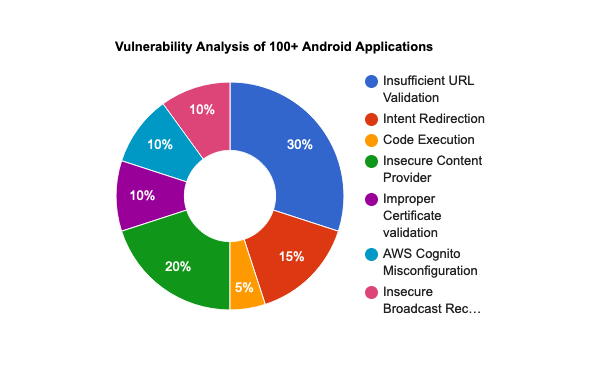 Vulnerability Analysis of 100+ Android Applications
10%
30%
10%
10%
15%
20%
5%
Insufficient URL
Validation
Intent Redirection
Code Execution
Insecure Content
Provider
Improper
Certificate
validation
AWS Cognito
Misconfiguration
Insecure
Broadcast Rec…